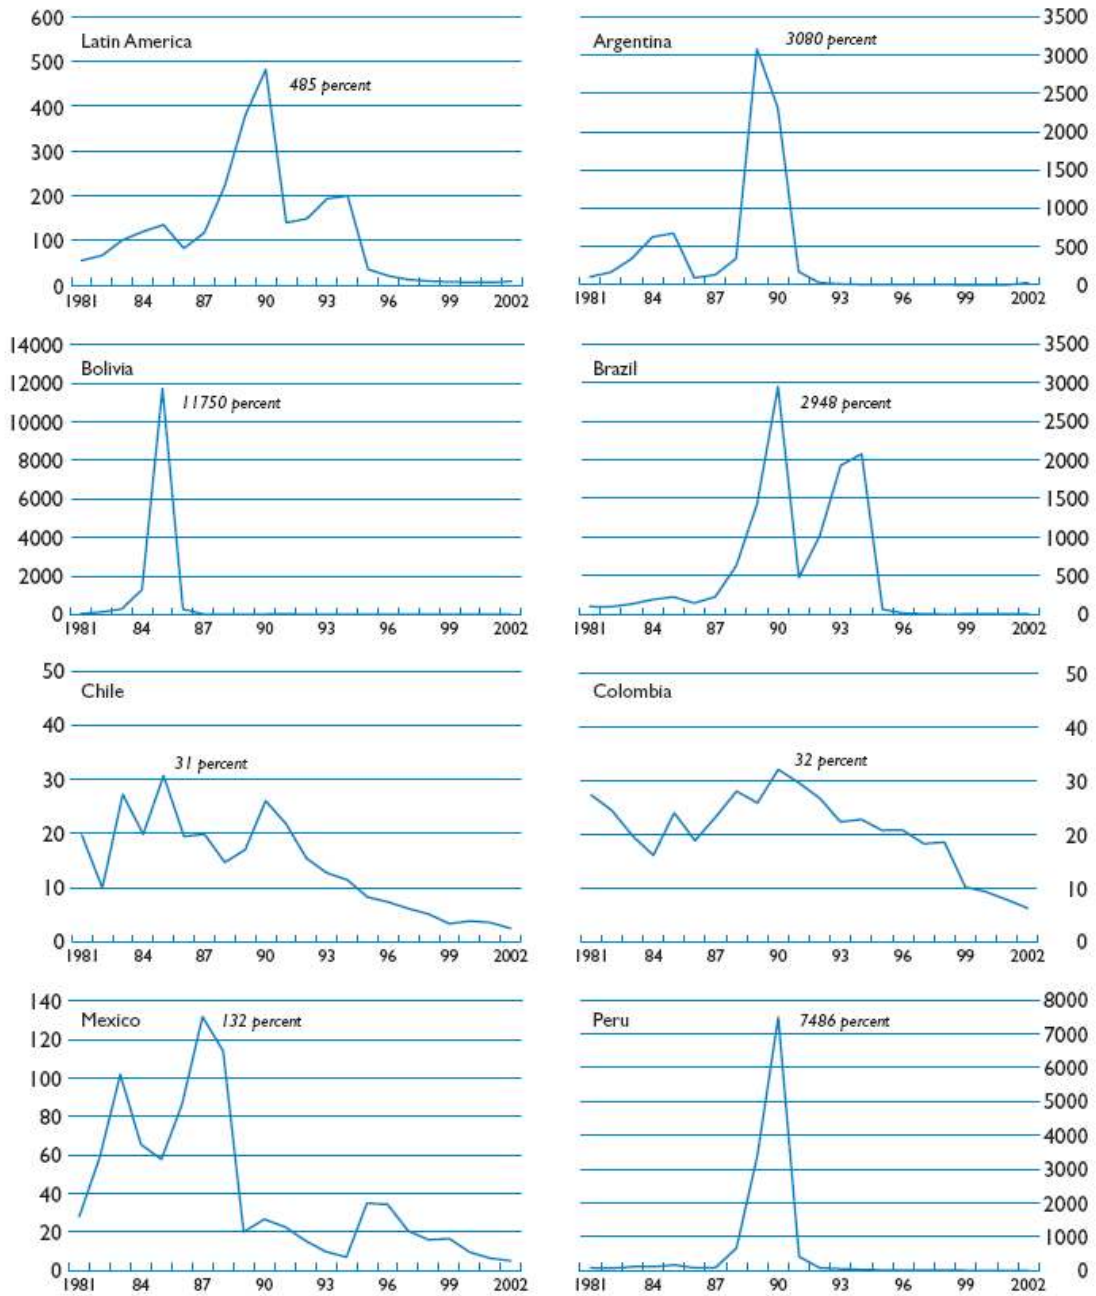 Latin America
485 percent
600
500
400
300
200
100
0
1981 84 87 90 93 96 99 2002
Argentina
3080 percent
3500
3000
2500
2000
1500
1000
500
0
1981 84 87 90 93 96 99 2002
Bolivia
11750 percent
14000
12000
10000
8000
6000
4000
2000
0
1981 84 87 90 93 96 99 2002
Brazil
2948 percent
3500
3000
2500
2000
1500
1000
500
0
1981 84 87 90 93 96 99 2002
Chile
31 percent
50
40
30
20
10
0
1981 84 87 90 93 96 99 2002
Colombia
32 percent
50
40
30
20
10
0
1981 84 87 90 93 96 99 2002
Mexico
132 percent
140
120
100
80
60
40
20
0
1981 84 87 90 93 96 99 2002
Peru
7486 percent
8000
7000
6000
5000
4000
3000
2000
1000
0
1981 84 87 90 93 96 99 2002